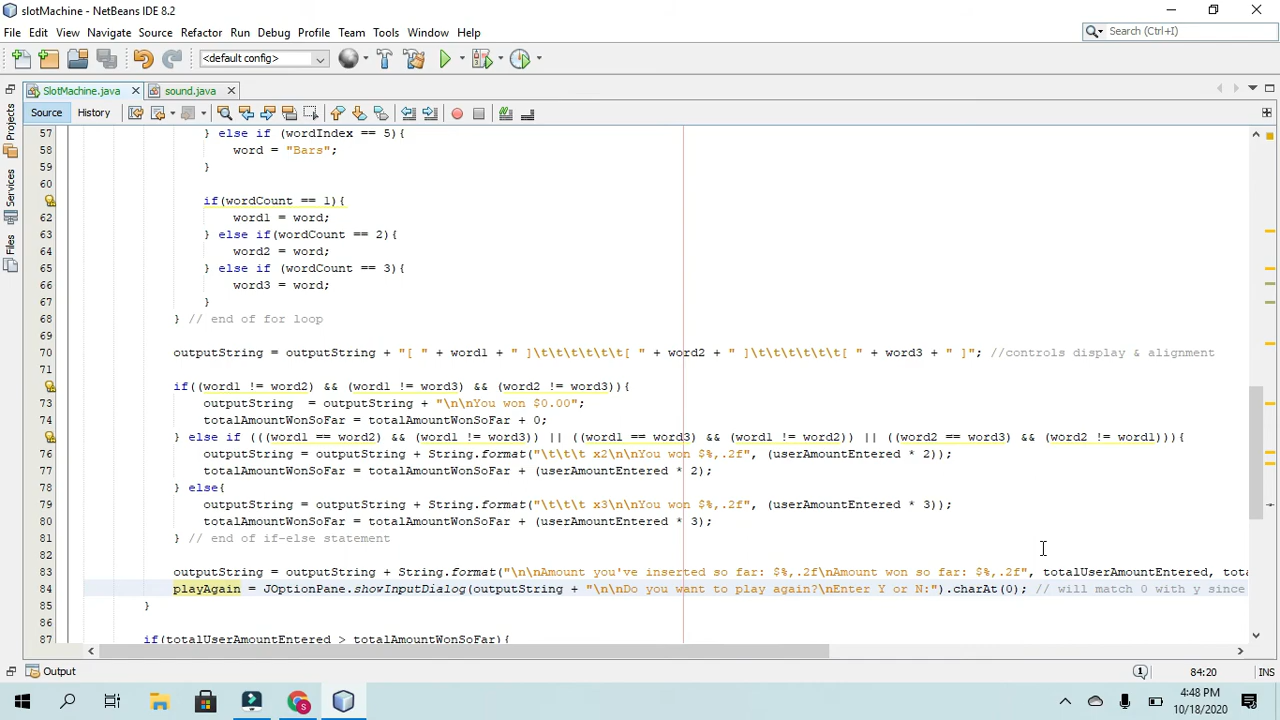 slotMachine - NetBeans IDE 8.2
File Edit View Navigate Source Refactor Run Debug Profile Team Tools Window Help
Search (Ctrl+I)
<default config>
SlotMachine.java sound.java
Source History
Projects
Services
Files
57 } else if (wordIndex == 5){
58 word = "Bars";
59 }
60
if(wordCount == 1){
62 word1 = word;
63 } else if(wordCount == 2){
64 word2 = word;
65 } else if (wordCount == 3){
66 word3 = word;
67 }
68 } // end of for loop
69
70 outputString = outputString + "[ " + word1 + " ]\t\t\t\t\t\t[ " + word2 + " ]\t\t\t\t\t\t[ " + word3 + " ]"; //controls display & alignment
71
if((word1 != word2) && (word1 != word3) && (word2 != word3)){
73 outputString = outputString + "\n\nYou won $0.00";
74 totalAmountWonSoFar = totalAmountWonSoFar + 0;
} else if (((word1 == word2) && (word1 != word3)) || ((word1 == word3) && (word1 != word2)) || ((word2 == word3) && (word2 != word1))){
76 outputString = outputString + String.format("\t\t\t x2\n\nYou won $%,.2f", (userAmountEntered * 2));
77 totalAmountWonSoFar = totalAmountWonSoFar + (userAmountEntered * 2);
78 } else{
79 outputString = outputString + String.format("\t\t\t x3\n\nYou won $%,.2f", (userAmountEntered * 3));
80 totalAmountWonSoFar = totalAmountWonSoFar + (userAmountEntered * 3);
81 } // end of if-else statement
82
83 outputString = outputString + String.format("\n\nAmount you've inserted so far: $%,.2f\nAmount won so far: $%,.2f", totalUserAmountEntered, tota
84 playAgain = JOptionPane.showInputDialog(outputString + "\n\nDo you want to play again?\nEnter Y or N:").charAt(0); // will match 0 with y since
85 }
86
87 if(totalUserAmountEntered > totalAmountWonSoFar){
Output
1
84:20 INS
4:48 PM
10/18/2020